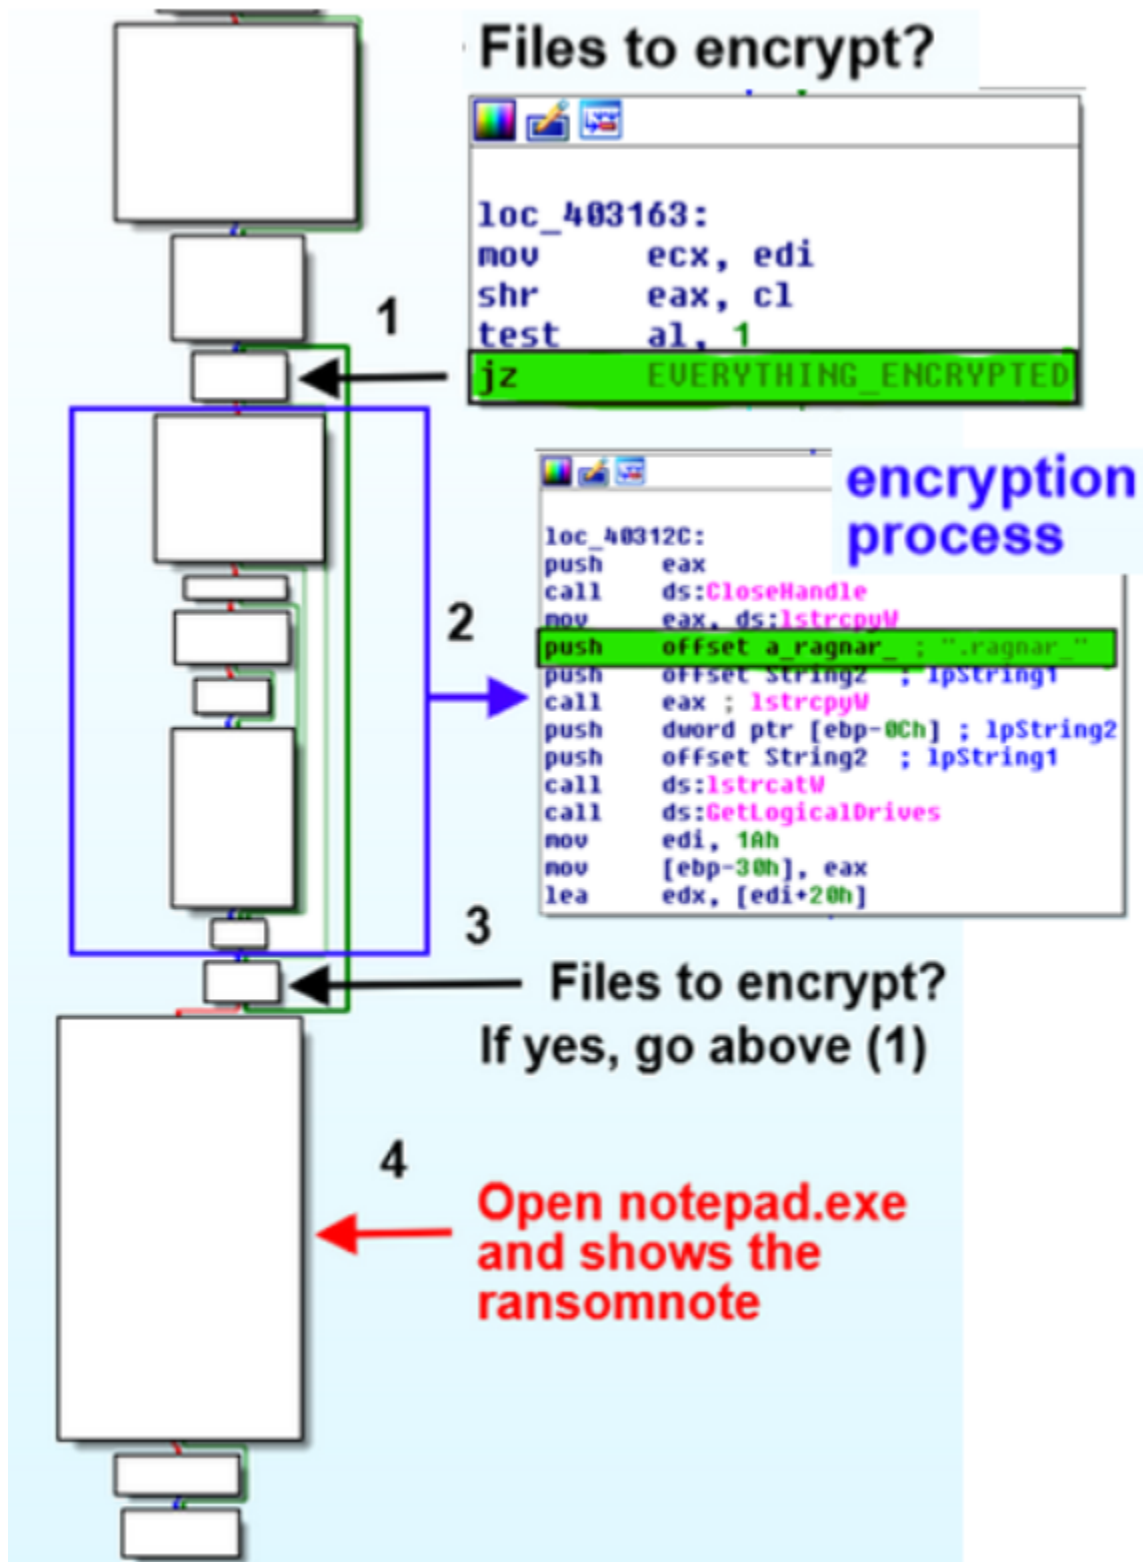 Files to encrypt?
loc_403163:
mov ecx, edi
shr eax, cl
test al, 1
jz EVERYTHING_ENCRYPTED
1
encryption
process
loc_40312C:
push eax
call ds:CloseHandle
mov eax, ds:lstrcpyW
push offset a_ragnar_ ; ".ragnar_"
push offset String2 ; lpString1
call eax ; lstrcpyW
push dword ptr [ebp-0Ch] ; lpString2
push offset String2 ; lpString1
call ds:lstrcatW
call ds:GetLogicalDrives
mov edi, 1Ah
mov [ebp-30h], eax
lea edx, [edi+20h]
2
3
Files to encrypt?
If yes, go above (1)
4
Open notepad.exe
and shows the
ransomnote